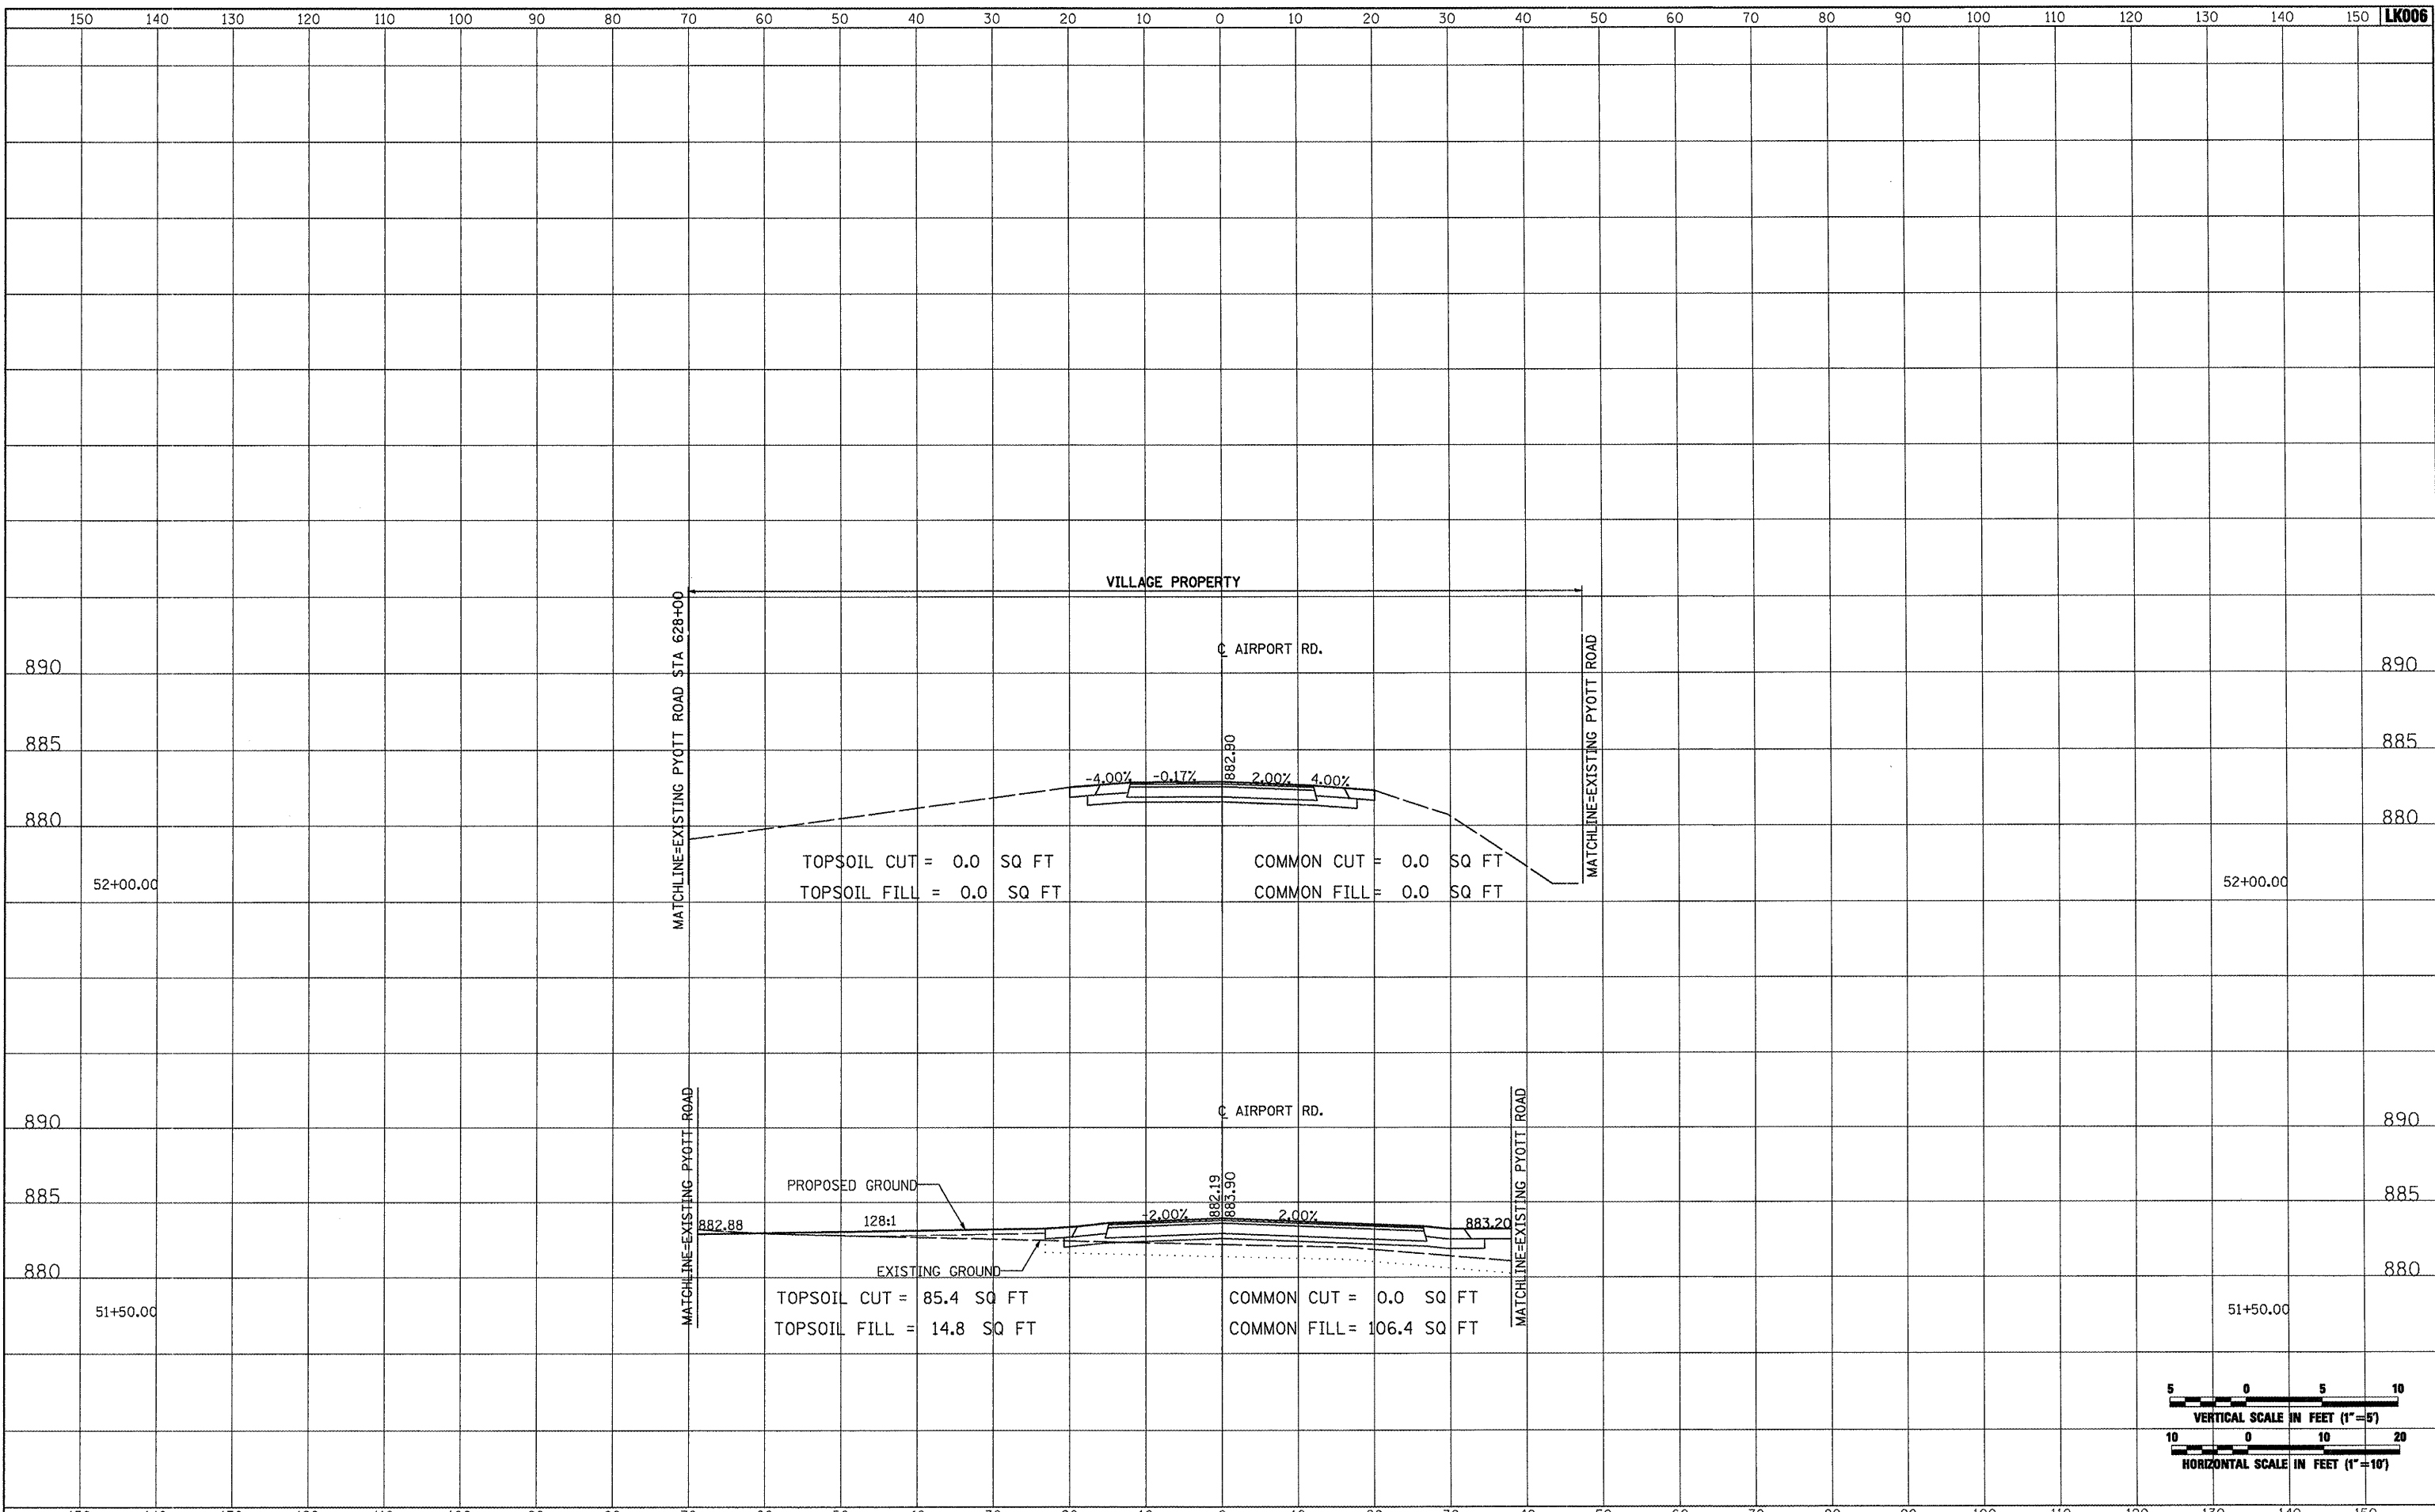 150 140 130 120 110 100 90 80 70 60 50 40 30 20 10 0 10 20 30 40 50 60 70 80 90 100 110 120 130 140 150 LK006
VILLAGE PROPERTY
MATCHLINE=EXISTING PYOTT ROAD STA 628+00
℄ AIRPORT RD.
MATCHLINE=EXISTING PYOTT ROAD
890 890
885 885
882.90
-4.00% -0.17% 2.00% 4.00%
880 880
TOPSOIL CUT = 0.0 SQ FT COMMON CUT = 0.0 SQ FT
52+00.00 52+00.00
TOPSOIL FILL = 0.0 SQ FT COMMON FILL= 0.0 SQ FT
MATCHLINE=EXISTING PYOTT ROAD
℄ AIRPORT RD.
MATCHLINE=EXISTING PYOTT ROAD
890 890
PROPOSED GROUND
882.19
883.90
885 885
882.88 128:1 -2.00% 2.00% 883.20
EXISTING GROUND
880 880
TOPSOIL CUT = 85.4 SQ FT COMMON CUT = 0.0 SQ FT
51+50.00 51+50.00
TOPSOIL FILL = 14.8 SQ FT COMMON FILL= 106.4 SQ FT
5 0 5 10
VERTICAL SCALE IN FEET (1"=5')
10 0 10 20
HORIZONTAL SCALE IN FEET (1"=10')